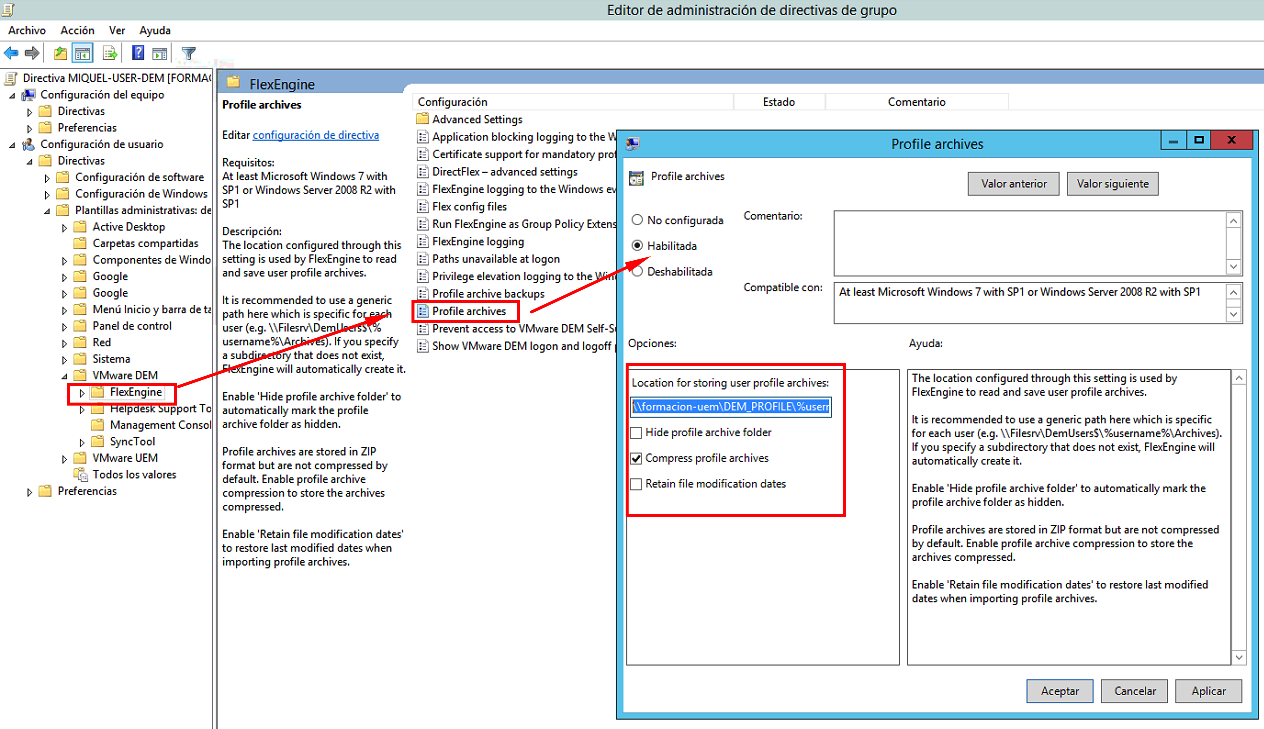 Editor de administración de directivas de grupo
Archivo Acción Ver Ayuda
Directiva MIQUEL-USER-DEM [FORMAC
Configuración del equipo
Directivas
Preferencias
Configuración de usuario
Directivas
Configuración de software
Configuración de Windows
Plantillas administrativas: de
Active Desktop
Carpetas compartidas
Componentes de Windo
Google
Google
Menú Inicio y barra de ta
Panel de control
Red
Sistema
VMware DEM
FlexEngine
Helpdesk Support To
Management Consol
SyncTool
VMware UEM
Todos los valores
Preferencias
FlexEngine
Profile archives
Editar configuración de directiva
Requisitos:
At least Microsoft Windows 7 with
SP1 or Windows Server 2008 R2 with
SP1
Descripción:
The location configured through this
setting is used by FlexEngine to read
and save user profile archives.
It is recommended to use a generic
path here which is specific for each
user (e.g. \\Filesrv\DemUsers$\%
username%\Archives). If you specify
a subdirectory that does not exist,
FlexEngine will automatically create it.
Enable 'Hide profile archive folder' to
automatically mark the profile
archive folder as hidden.
Profile archives are stored in ZIP
format but are not compressed by
default. Enable profile archive
compression to store the archives
compressed.
Enable 'Retain file modification dates'
to restore last modified dates when
importing profile archives.
Configuración Estado Comentario
Advanced Settings
Application blocking logging to the W
Certificate support for mandatory prof
DirectFlex – advanced settings
FlexEngine logging to the Windows ev
Flex config files
Run FlexEngine as Group Policy Extens
FlexEngine logging
Paths unavailable at logon
Privilege elevation logging to the Win
Profile archive backups
Profile archives
Prevent access to VMware DEM Self-Su
Show VMware DEM logon and logoff p
Profile archives
Profile archives
Valor anterior Valor siguiente
No configurada
Habilitada
Deshabilitada
Comentario:
Compatible con:
At least Microsoft Windows 7 with SP1 or Windows Server 2008 R2 with SP1
Opciones:
Ayuda:
Location for storing user profile archives:
\\formacion-uem\DEM_PROFILE\%usern
Hide profile archive folder
Compress profile archives
Retain file modification dates
The location configured through this setting is used by
FlexEngine to read and save user profile archives.
It is recommended to use a generic path here which is specific
for each user (e.g. \\Filesrv\DemUsers$\%username%\Archives).
If you specify a subdirectory that does not exist, FlexEngine will
automatically create it.
Enable 'Hide profile archive folder' to automatically mark the
profile archive folder as hidden.
Profile archives are stored in ZIP format but are not compressed
by default. Enable profile archive compression to store the
archives compressed.
Enable 'Retain file modification dates' to restore last modified
dates when importing profile archives.
Aceptar Cancelar Aplicar